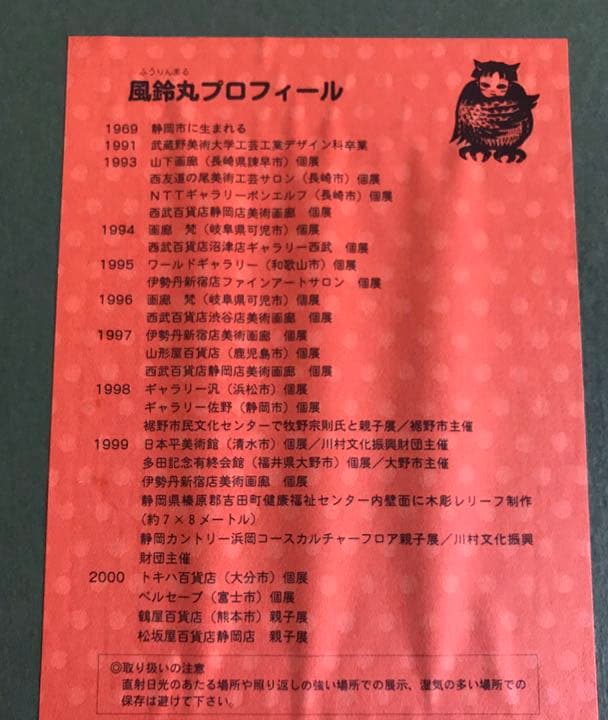 ふうりんまる
風鈴丸プロフィール
1969 静岡市に生まれる
1991 武蔵野美術大学工芸工業デザイン科卒業
1993 山下画廊（長崎県諫早市）個展
西友道の尾美術工芸サロン（長崎市）個展
NTTギャラリーボンエルフ（長崎市）個展
西武百貨店静岡店美術画廊 個展
1994 画廊 梵（岐阜県可児市）個展
西武百貨店沼津店ギャラリー西武 個展
1995 ワールドギャラリー（和歌山市）個展
伊勢丹新宿店ファインアートサロン 個展
1996 画廊 梵（岐阜県可児市）個展
西武百貨店渋谷店美術画廊 個展
1997 伊勢丹新宿店美術画廊 個展
山形屋百貨店（鹿児島市）個展
西武百貨店静岡店美術画廊 個展
1998 ギャラリー汎（浜松市）個展
ギャラリー佐野（静岡市）個展
裾野市民文化センターで牧野宗則氏と親子展／裾野市主催
1999 日本平美術館（清水市）個展／川村文化振興財団主催
多田記念有終会館（福井県大野市）個展／大野市主催
伊勢丹新宿店美術画廊 個展
静岡県榛原郡吉田町健康福祉センター内壁面に木彫レリーフ制作
（約7×8メートル）
静岡カントリー浜岡コースカルチャーフロア親子展／川村文化振興
財団主催
2000 トキハ百貨店（大分市）個展
ベルセーブ（富士市）個展
鶴屋百貨店（熊本市）親子展
松坂屋百貨店静岡店 親子展
◎取り扱いの注意
直射日光のあたる場所や照り返しの強い場所での展示、湿気の多い場所での
保存は避けて下さい。